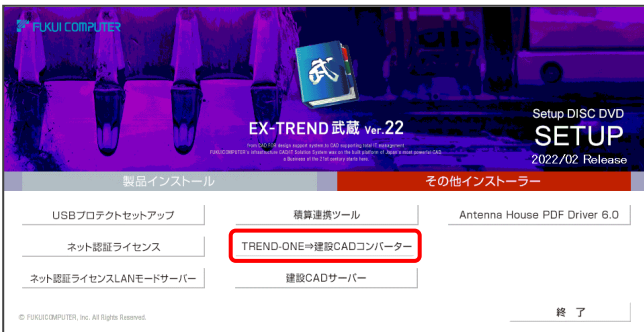 FUKUI COMPUTER
武
EX-TREND 武蔵 Ver.22
from CAD FOR design support system to CAD supporting total IT management
FUKUICOMPUTER's infrastructure CAD/IT Solution System was on the built platform of Japan's most powerful CAD
a Business of the 21st century starts here.
Setup DISC DVD
SETUP
2022/02 Release
製品インストール
その他インストーラー
USBプロテクトセットアップ
積算連携ツール
Antenna House PDF Driver 6.0
ネット認証ライセンス
TREND-ONE⇒建設CADコンバーター
ネット認証ライセンスLANモードサーバー
建設CADサーバー
© FUKUICOMPUTER, Inc. All Rights Reserved.
終 了